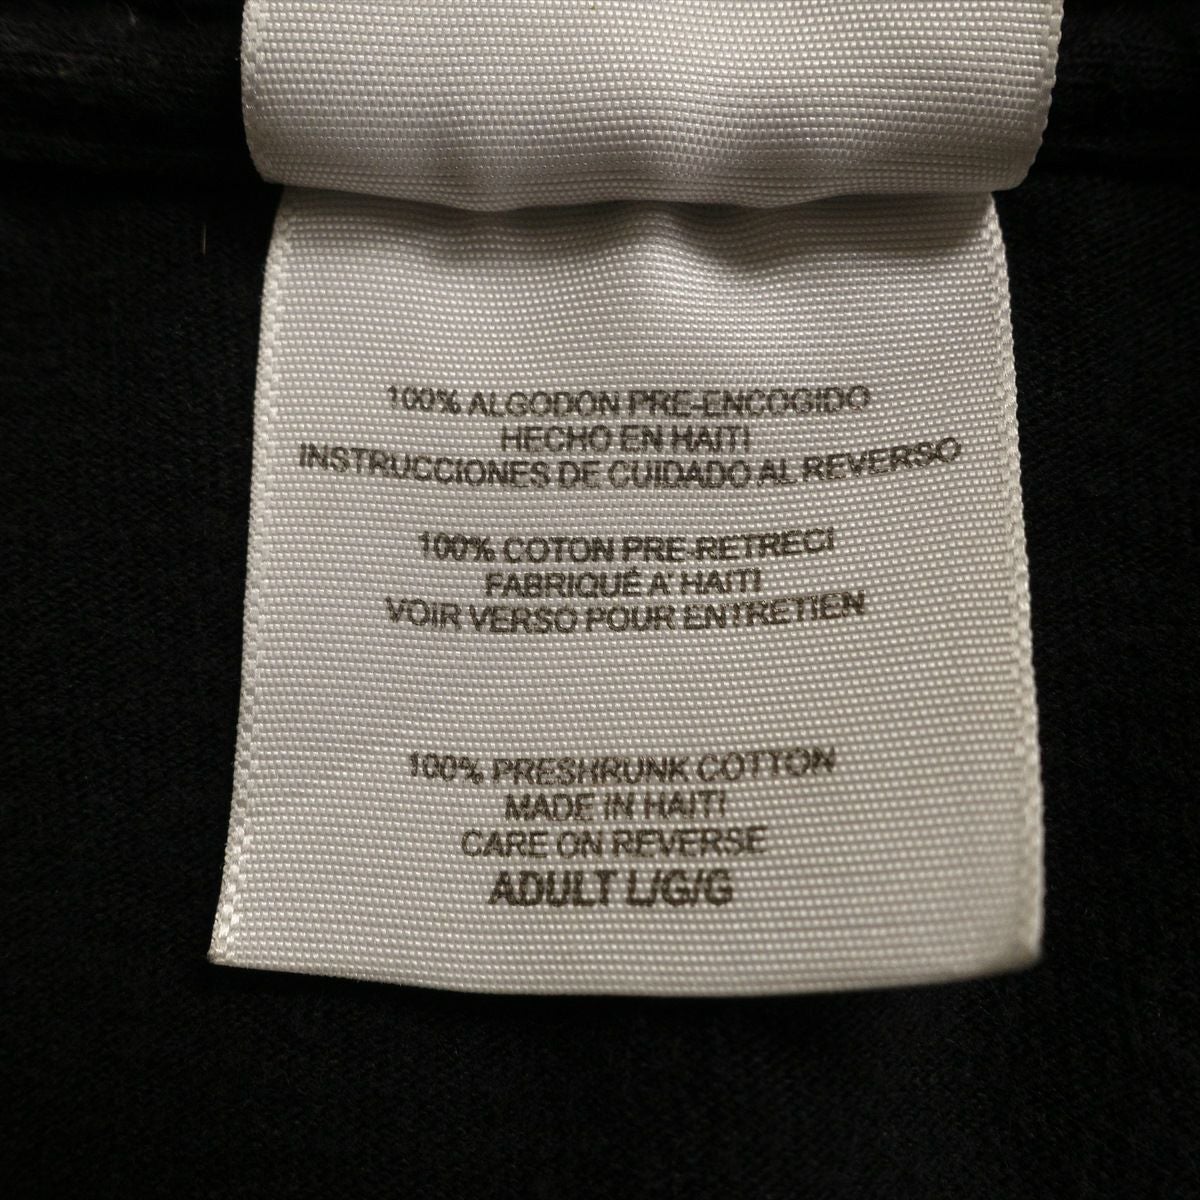 100% ALGODON PRE-ENCOGIDO
HECHO EN HAITI
INSTRUCCIONES DE CUIDADO AL REVERSO
100% COTON PRE-RETRECI
FABRIQUÉ A' HAITI
VOIR VERSO POUR ENTRETIEN
100% PRESHRUNK COTTON
MADE IN HAITI
CARE ON REVERSE
ADULT L/G/G